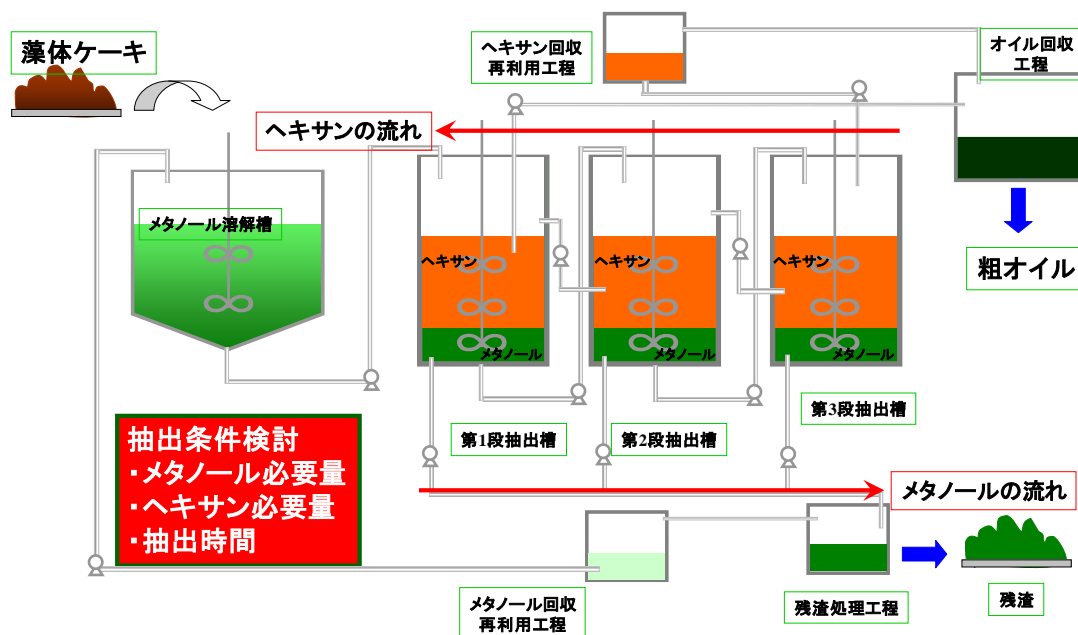 藻体ケーキ
ヘキサン回収
再利用工程
オイル回収
工程
ヘキサンの流れ
メタノール溶解槽
ヘキサン
ヘキサン
ヘキサン
メタノール
メタノール
メタノール
粗オイル
第1段抽出槽
第2段抽出槽
第3段抽出槽
抽出条件検討
・メタノール必要量
・ヘキサン必要量
・抽出時間
メタノールの流れ
メタノール回収
再利用工程
残渣処理工程
残渣